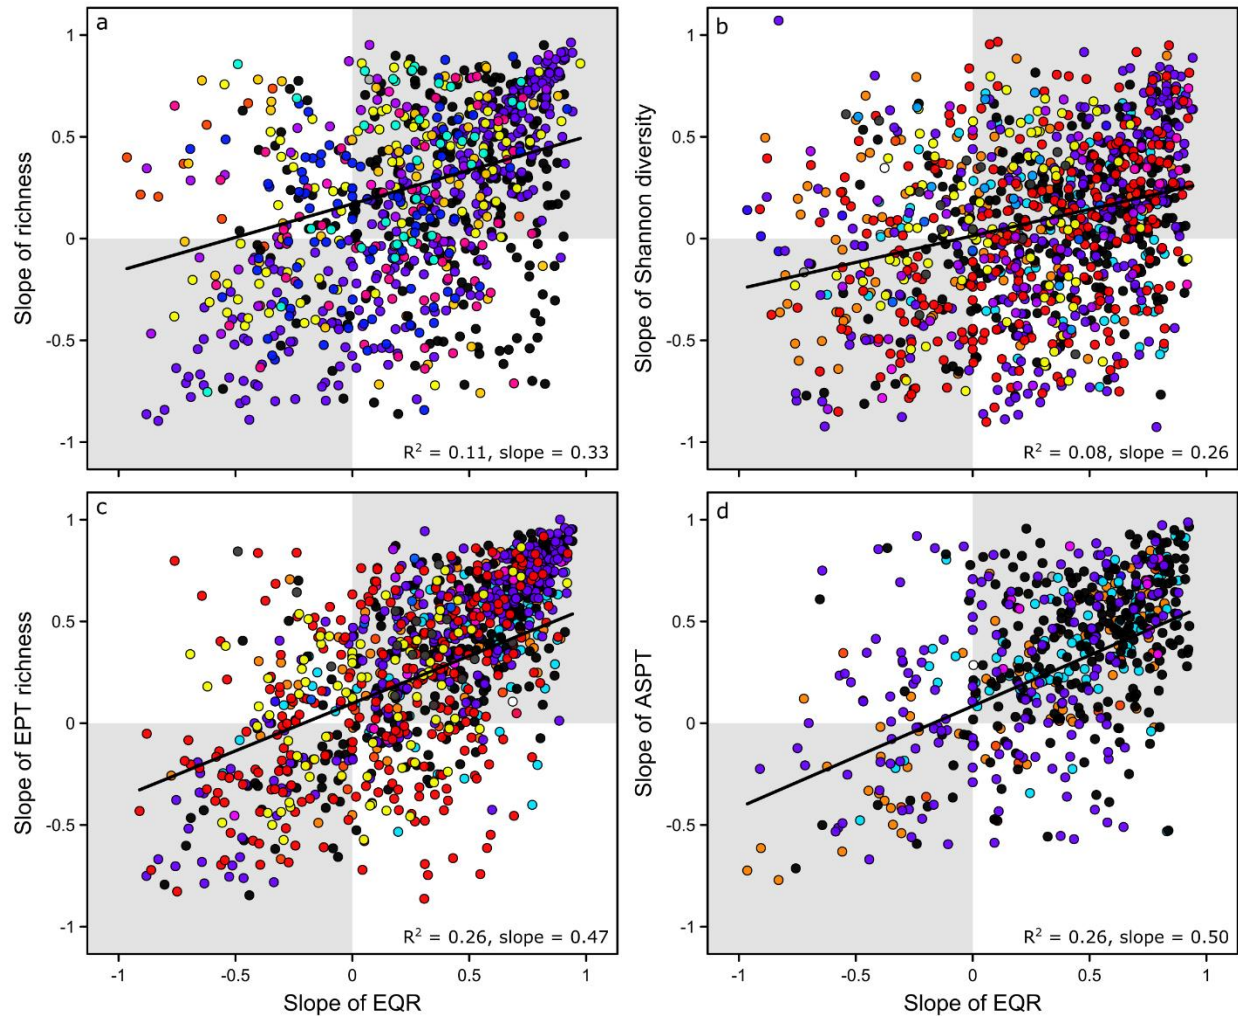 a
1
0.5
0
-0.5
-1
Slope of richness
R² = 0.11, slope = 0.33
b
1
0.5
0
-0.5
-1
Slope of Shannon diversity
R² = 0.08, slope = 0.26
c
1
0.5
0
-0.5
-1
Slope of EPT richness
R² = 0.26, slope = 0.47
-1 -0.5 0 0.5 1
Slope of EQR
d
1
0.5
0
-0.5
-1
Slope of ASPT
R² = 0.26, slope = 0.50
-1 -0.5 0 0.5 1
Slope of EQR